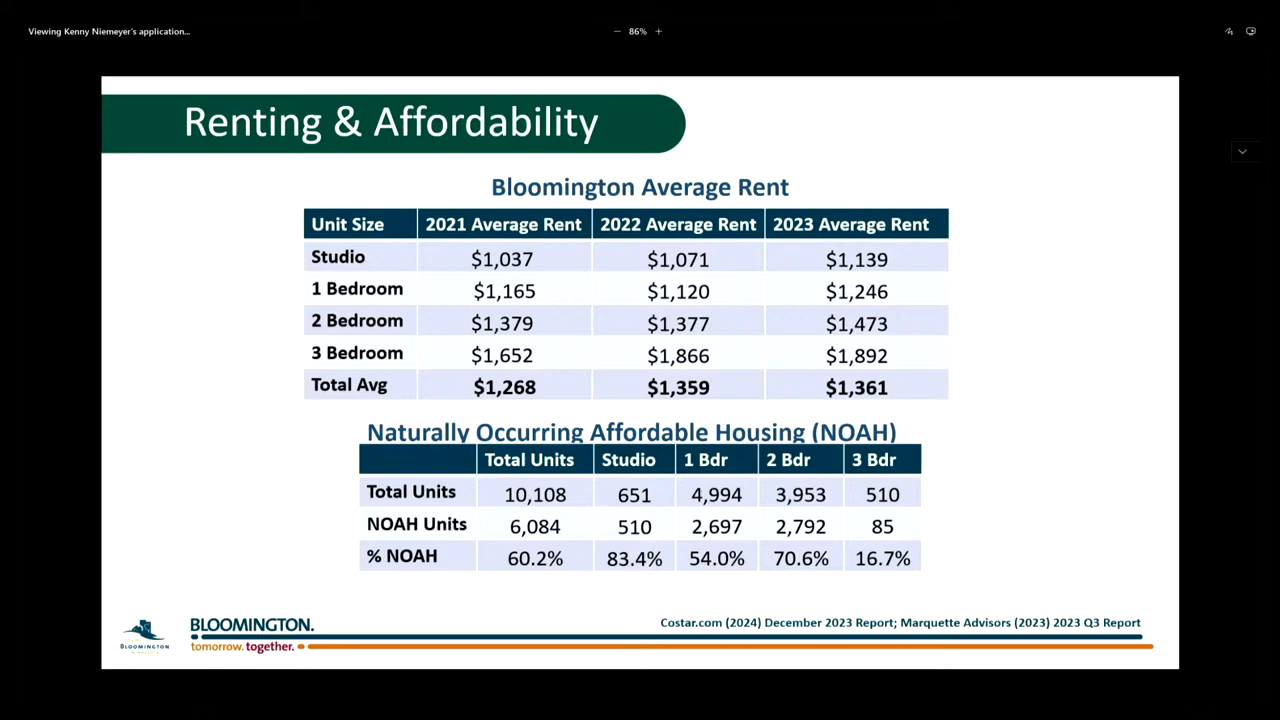 Viewing Kenny Niemeyer's application...
86%
Renting & Affordability
Bloomington Average Rent
Unit Size 2021 Average Rent 2022 Average Rent 2023 Average Rent
Studio $1,037 $1,071 $1,139
1 Bedroom $1,165 $1,120 $1,246
2 Bedroom $1,379 $1,377 $1,473
3 Bedroom $1,652 $1,866 $1,892
Total Avg $1,268 $1,359 $1,361
Naturally Occurring Affordable Housing (NOAH)
Total Units Studio 1 Bdr 2 Bdr 3 Bdr
Total Units 10,108 651 4,994 3,953 510
NOAH Units 6,084 510 2,697 2,792 85
% NOAH 60.2% 83.4% 54.0% 70.6% 16.7%
BLOOMINGTON
BLOOMINGTON.
tomorrow. together.
Costar.com (2024) December 2023 Report; Marquette Advisors (2023) 2023 Q3 Report